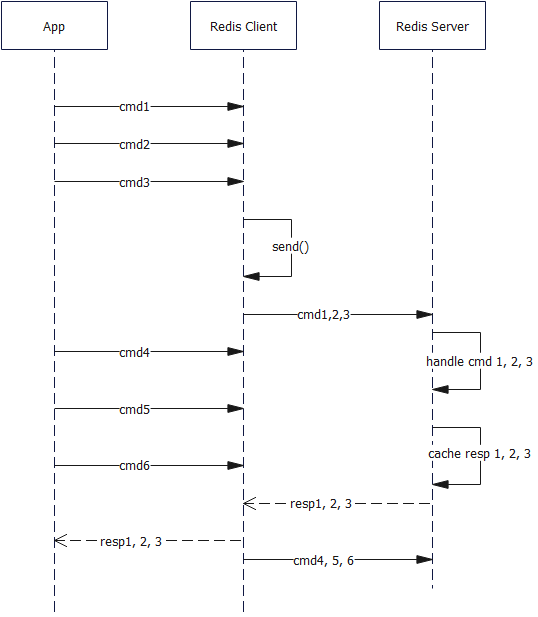 App
Redis Client
Redis Server
cmd1
cmd2
cmd3
send()
cmd1,2,3
cmd4
handle cmd 1, 2, 3
cmd5
cache resp 1, 2, 3
cmd6
resp1, 2, 3
resp1, 2, 3
cmd4, 5, 6